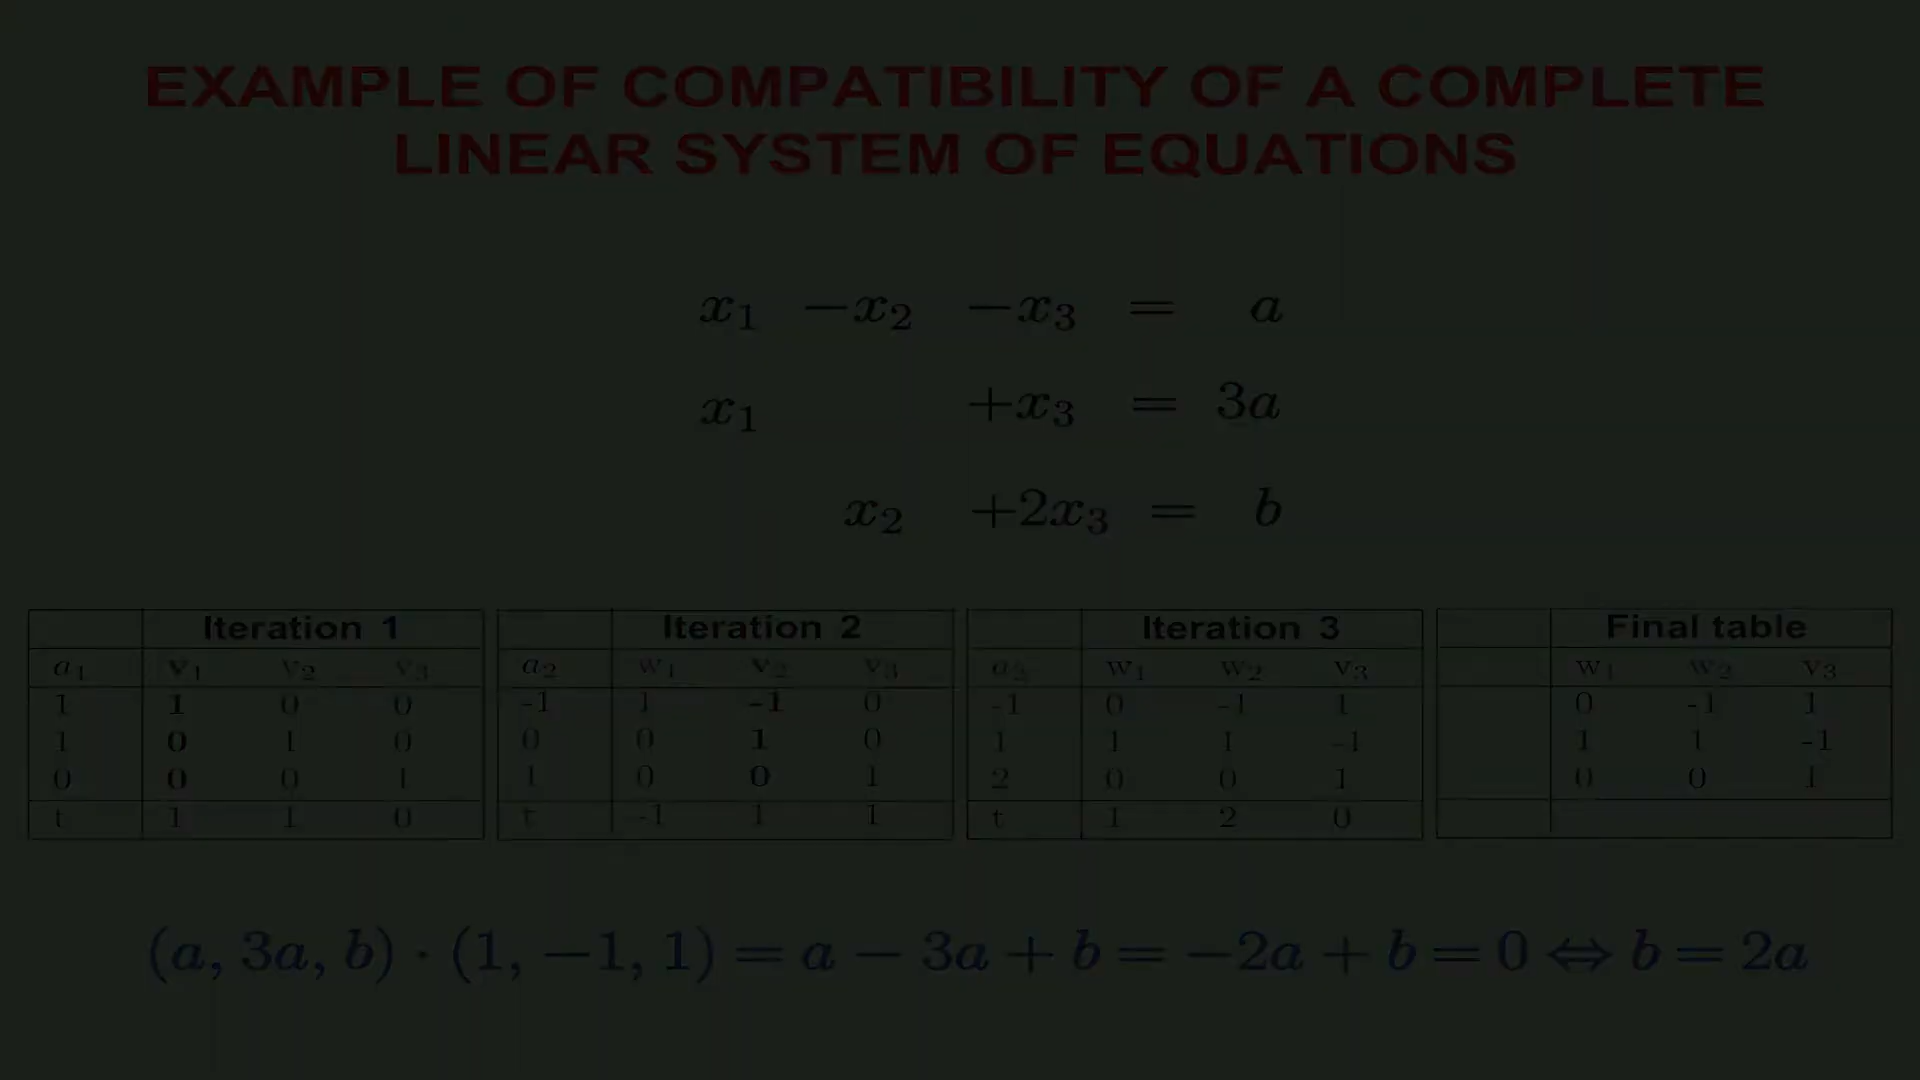 EXAMPLE OF COMPATIBILITY OF A COMPLETE
LINEAR SYSTEM OF EQUATIONS
x₁ −x₂ −x₃ = a
x₁ +x₃ = 3a
x₂ +2x₃ = b
Iteration 1
a₁ v₁ v₂ v₃
1 1 0 0
1 0 1 0
0 0 0 1
t 1 1 0
Iteration 2
a₂ w₁ v₂ v₃
-1 1 -1 0
0 0 1 0
1 0 0 1
t -1 1 1
Iteration 3
w₁ w₂ v₃
-1 0 -1 1
1 1 1 -1
2 0 0 1
t 1 2 0
Final table
w₁ w₂ v₃
0 -1 1
1 1 -1
0 0 1
(a, 3a, b) · (1, −1, 1) = a − 3a + b = −2a + b = 0 ⇔ b = 2a